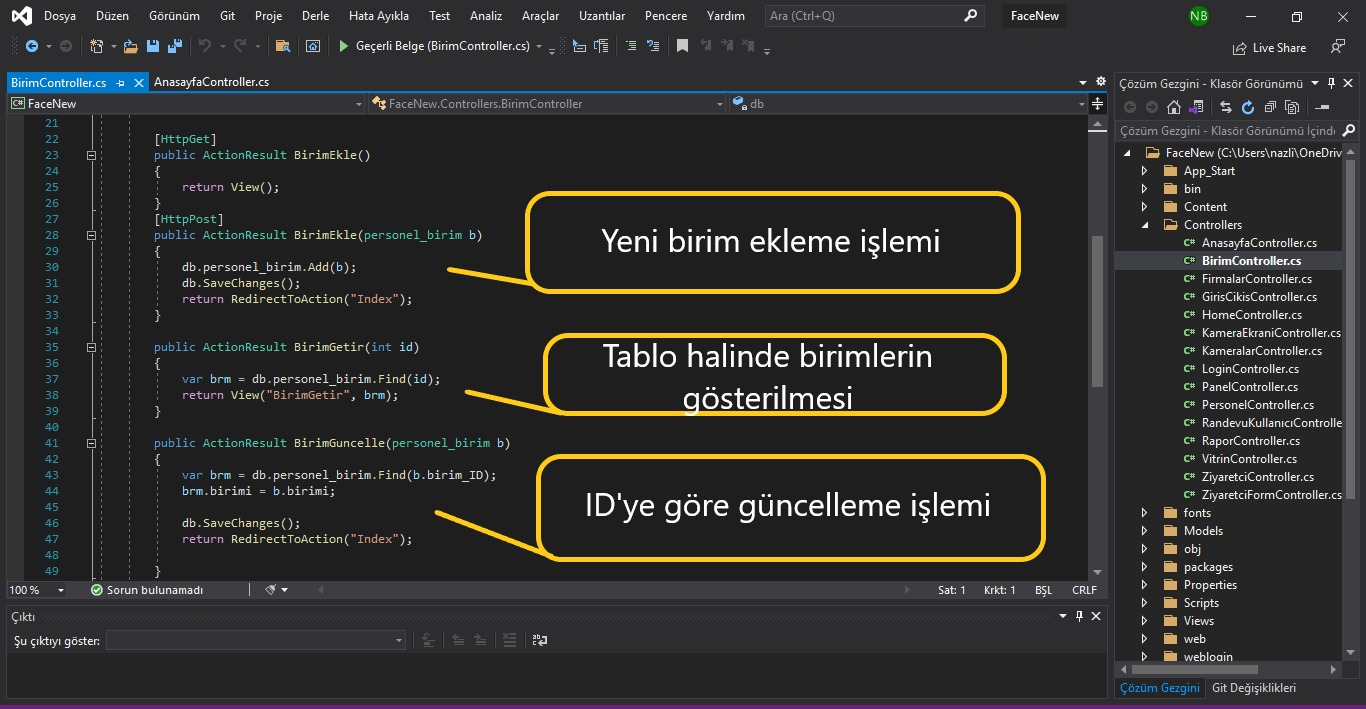 Dosya Düzen Görünüm Git Proje Derle Hata Ayıkla Test Analiz Araçlar Uzantılar Pencere Yardım Ara (Ctrl+Q) FaceNew NB
Geçerli Belge (BirimController.cs) Live Share
BirimController.cs AnasayfaController.cs
C# FaceNew FaceNew.Controllers.BirimController db
21
22 [HttpGet]
23 public ActionResult BirimEkle()
24 {
25 return View();
26 }
27 [HttpPost]
28 public ActionResult BirimEkle(personel_birim b)
29 {
30 db.personel_birim.Add(b);
31 db.SaveChanges();
32 return RedirectToAction("Index");
33 }
34
35 public ActionResult BirimGetir(int id)
36 {
37 var brm = db.personel_birim.Find(id);
38 return View("BirimGetir", brm);
39 }
40
41 public ActionResult BirimGuncelle(personel_birim b)
42 {
43 var brm = db.personel_birim.Find(b.birim_ID);
44 brm.birimi = b.birimi;
45
46 db.SaveChanges();
47 return RedirectToAction("Index");
48
49 }
Yeni birim ekleme işlemi
Tablo halinde birimlerin
gösterilmesi
ID'ye göre güncelleme işlemi
100 % Sorun bulunamadı Sat: 1 Krkt: 1 BŞL CRLF
Çıktı
Şu çıktıyı göster:
Çözüm Gezgini - Klasör Görünümü
Çözüm Gezgini - Klasör Görünümü İçinde
FaceNew (C:\Users\nazli\OneDriv
App_Start
bin
Content
Controllers
C# AnasayfaController.cs
C# BirimController.cs
C# FirmalarController.cs
C# GirisCikisController.cs
C# HomeController.cs
C# KameraEkraniController.cs
C# KameralarController.cs
C# LoginController.cs
C# PanelController.cs
C# PersonelController.cs
C# RandevuKullanıcıControlle
C# RaporController.cs
C# VitrinController.cs
C# ZiyaretciController.cs
C# ZiyaretciFormController.cs
fonts
Models
obj
packages
Properties
Scripts
Views
web
weblogin
Çözüm Gezgini Git Değişiklikleri